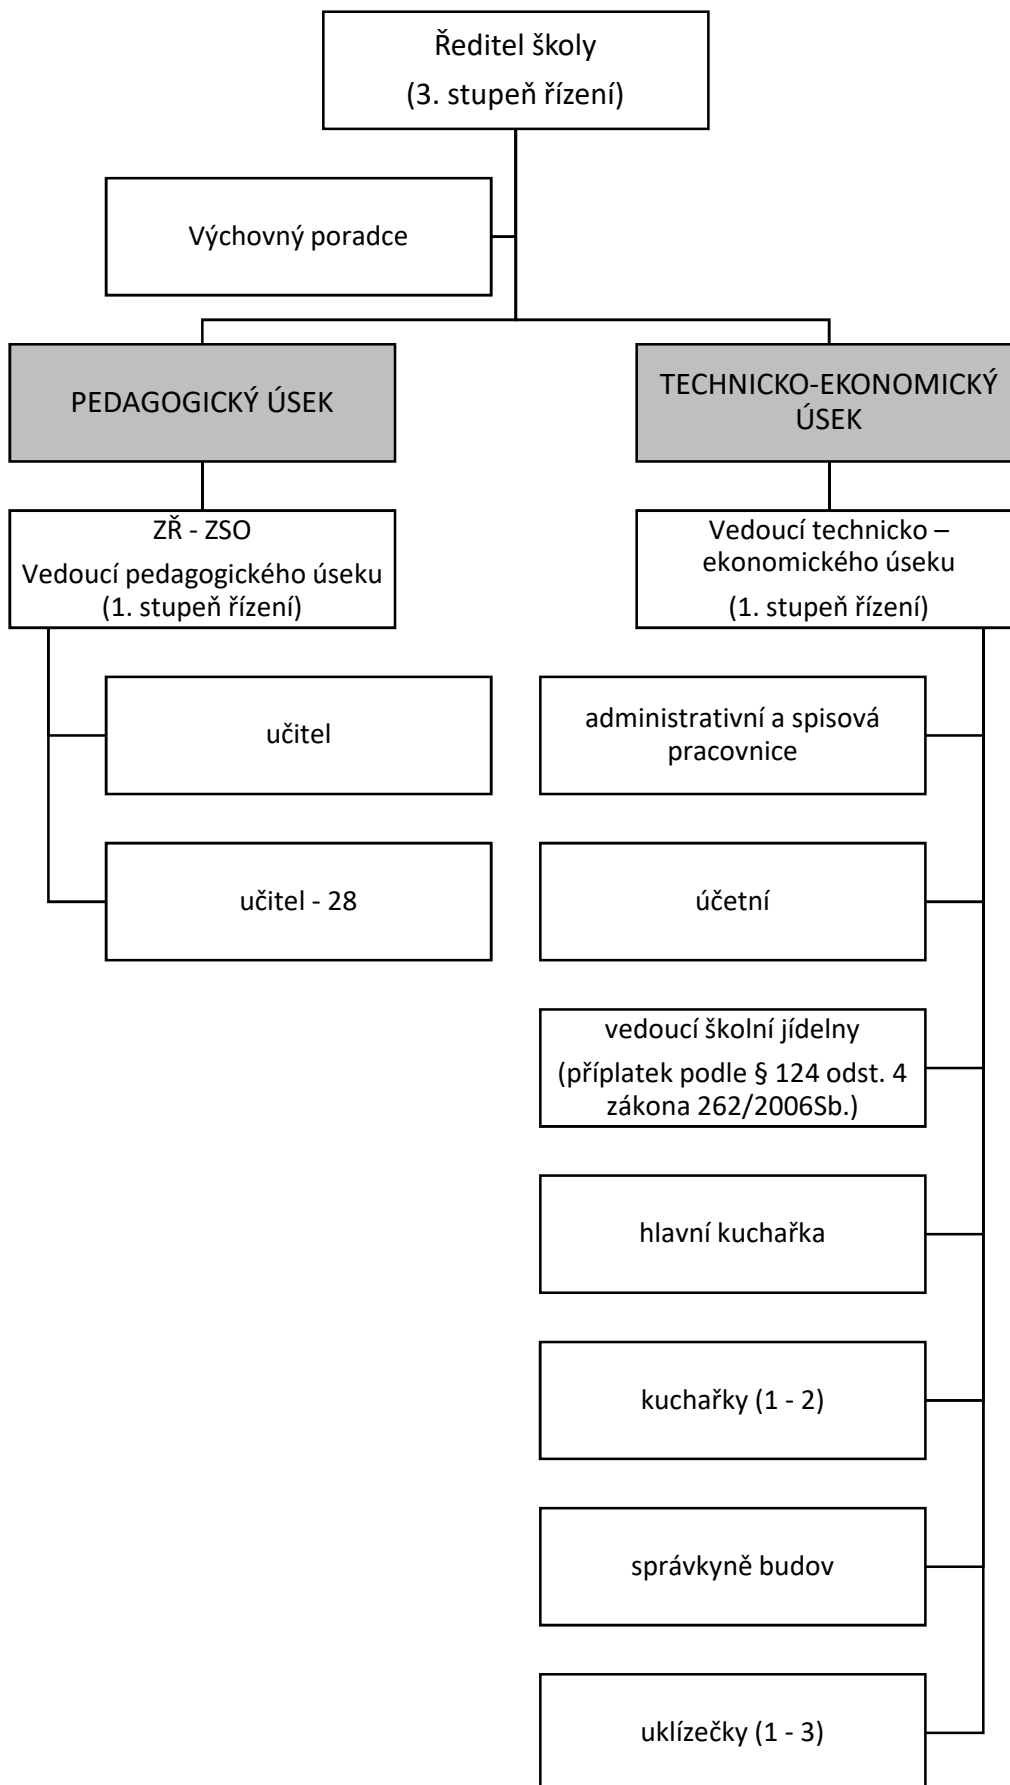 Ředitel školy
(3. stupeň řízení)
Výchovný poradce
PEDAGOGICKÝ ÚSEK
TECHNICKO-EKONOMICKÝ
ÚSEK
ZŘ - ZSO
Vedoucí pedagogického úseku
(1. stupeň řízení)
Vedoucí technicko –
ekonomického úseku
(1. stupeň řízení)
učitel
učitel - 28
administrativní a spisová
pracovnice
účetní
vedoucí školní jídelny
(příplatek podle § 124 odst. 4
zákona 262/2006Sb.)
hlavní kuchařka
kuchařky (1 - 2)
správkyně budov
uklízečky (1 - 3)